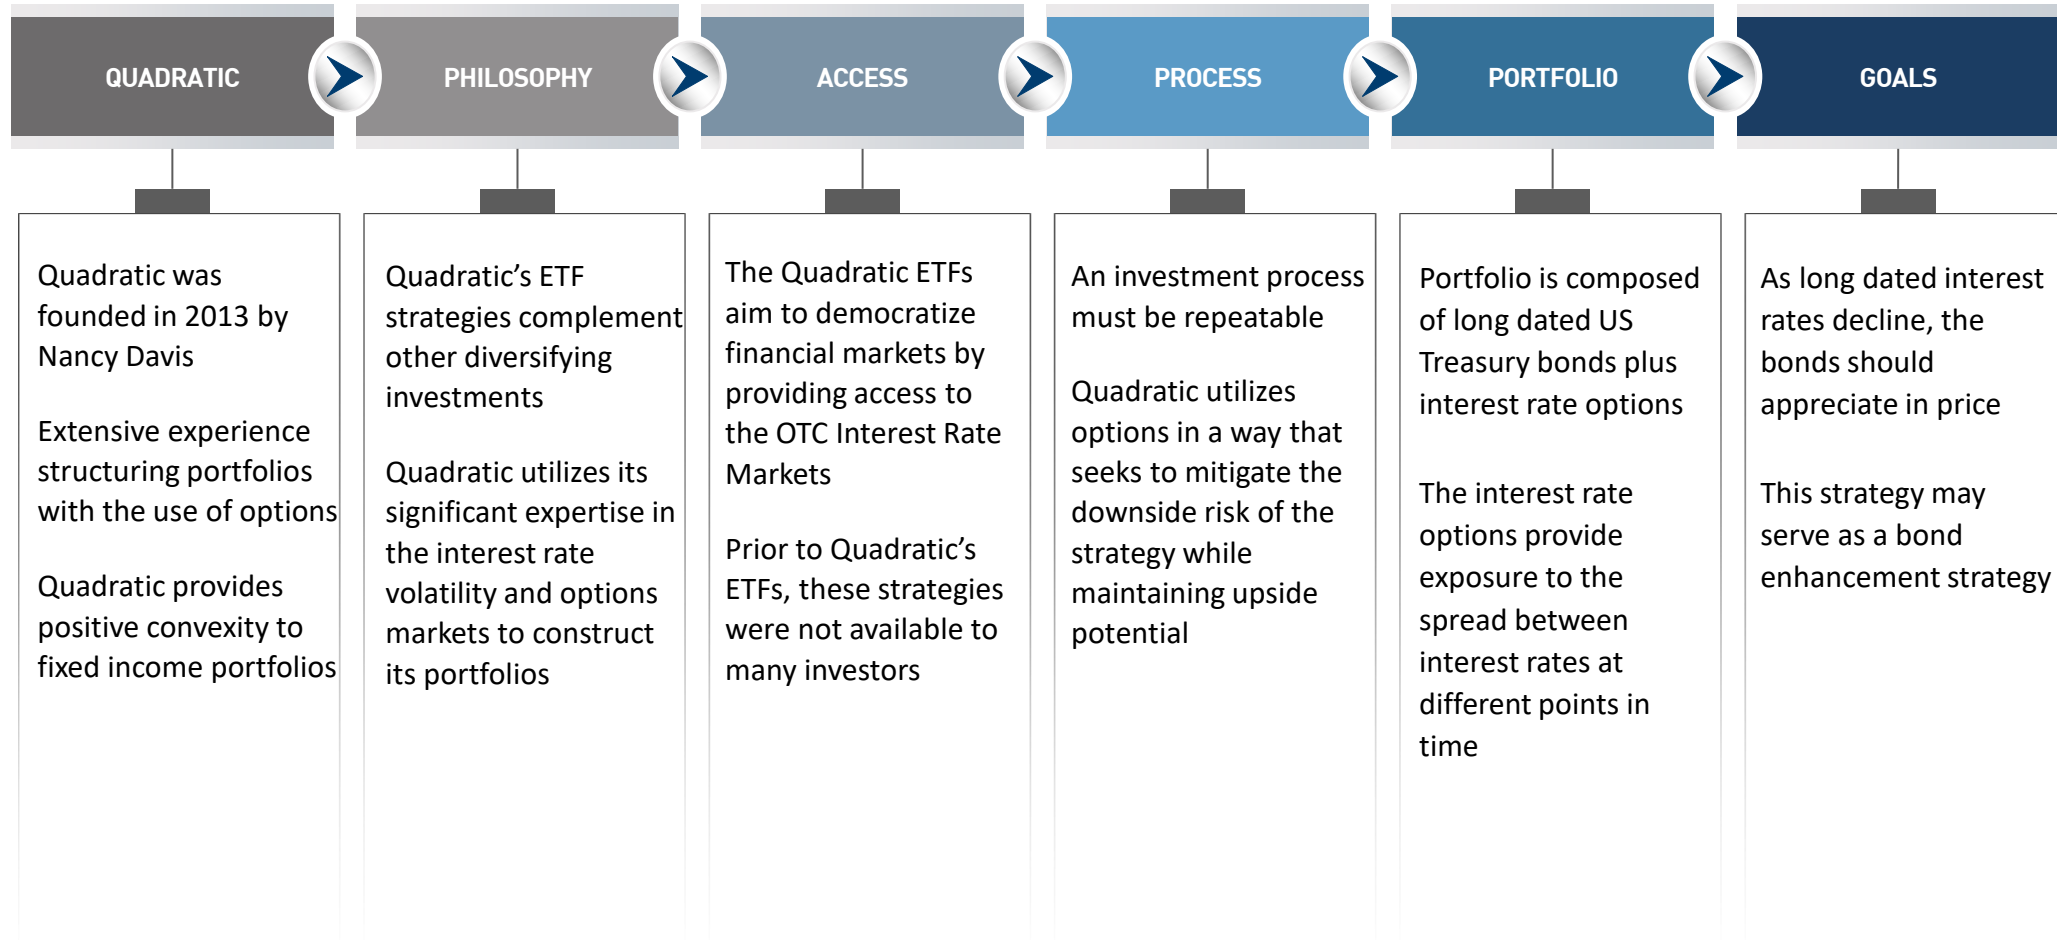 QUADRATIC
PHILOSOPHY
ACCESS
PROCESS
PORTFOLIO
GOALS
Quadratic was
founded in 2013 by
Nancy Davis
Extensive experience
structuring portfolios
with the use of options
Quadratic provides
positive convexity to
fixed income portfolios
Quadratic’s ETF
strategies complement
other diversifying
investments
Quadratic utilizes its
significant expertise in
the interest rate
volatility and options
markets to construct
its portfolios
The Quadratic ETFs
aim to democratize
financial markets by
providing access to
the OTC Interest Rate
Markets
Prior to Quadratic’s
ETFs, these strategies
were not available to
many investors
An investment process
must be repeatable
Quadratic utilizes
options in a way that
seeks to mitigate the
downside risk of the
strategy while
maintaining upside
potential
Portfolio is composed
of long dated US
Treasury bonds plus
interest rate options
The interest rate
options provide
exposure to the
spread between
interest rates at
different points in
time
As long dated interest
rates decline, the
bonds should
appreciate in price
This strategy may
serve as a bond
enhancement strategy